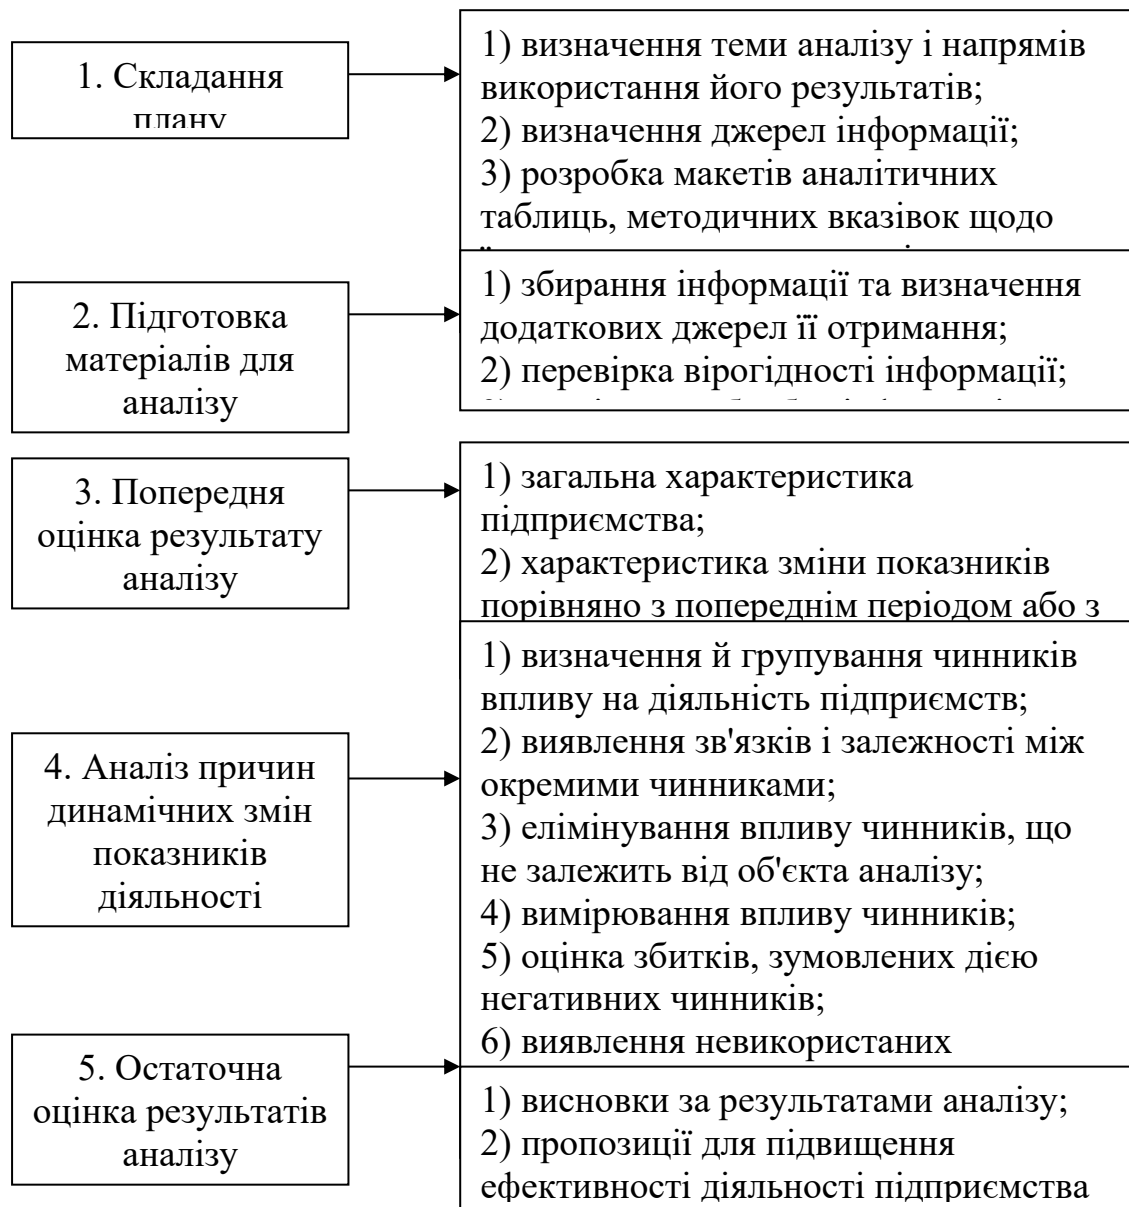 1. Складання
плану
1) визначення теми аналізу і напрямів
використання його результатів;
2) визначення джерел інформації;
3) розробка макетів аналітичних
таблиць, методичних вказівок щодо
2. Підготовка
матеріалів для
аналізу
1) збирання інформації та визначення
додаткових джерел її отримання;
2) перевірка вірогідності інформації;
3. Попередня
оцінка результату
аналізу
1) загальна характеристика
підприємства;
2) характеристика зміни показників
порівняно з попереднім періодом або з
4. Аналіз причин
динамічних змін
показників
діяльності
1) визначення й групування чинників
впливу на діяльність підприємств;
2) виявлення зв'язків і залежності між
окремими чинниками;
3) елімінування впливу чинників, що
не залежить від об'єкта аналізу;
4) вимірювання впливу чинників;
5) оцінка збитків, зумовлених дією
негативних чинників;
6) виявлення невикористаних
5. Остаточна
оцінка результатів
аналізу
1) висновки за результатами аналізу;
2) пропозиції для підвищення
ефективності діяльності підприємства